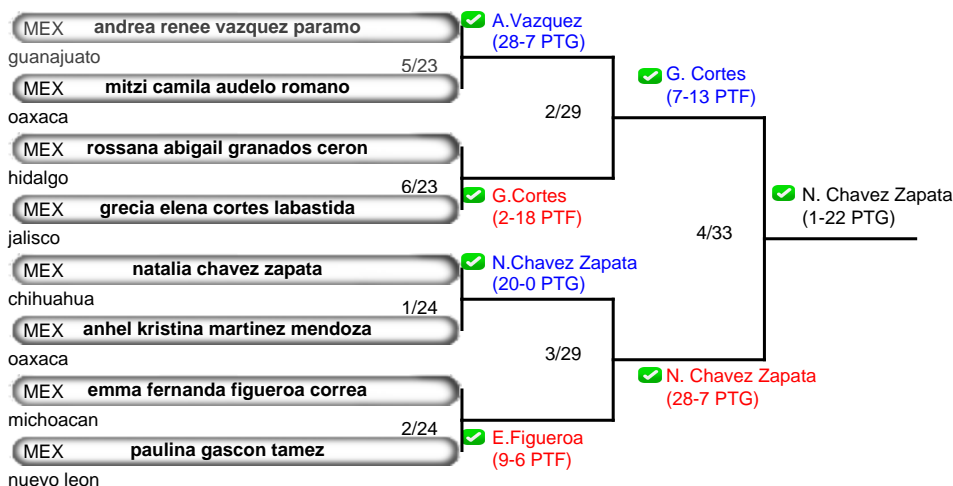 MEX andrea renee vazquez paramo
guanajuato
5/23
MEX mitzi camila audelo romano
oaxaca
MEX rossana abigail granados ceron
hidalgo
6/23
MEX grecia elena cortes labastida
jalisco
MEX natalia chavez zapata
chihuahua
1/24
MEX anhel kristina martinez mendoza
oaxaca
MEX emma fernanda figueroa correa
michoacan
2/24
MEX paulina gascon tamez
nuevo leon
A.Vazquez
(28-7 PTG)
2/29
G.Cortes
(2-18 PTF)
N.Chavez Zapata
(20-0 PTG)
3/29
E.Figueroa
(9-6 PTF)
G. Cortes
(7-13 PTF)
4/33
N. Chavez Zapata
(28-7 PTG)
N. Chavez Zapata
(1-22 PTG)